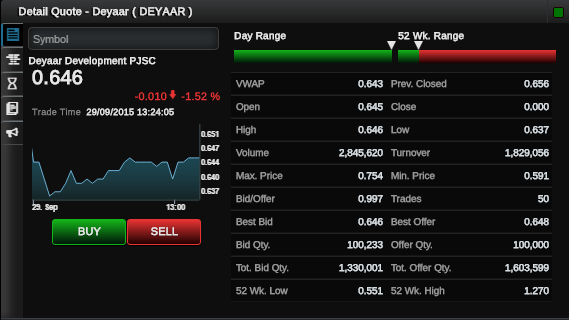 Detail Quote - Deyaar ( DEYAAR )
Symbol
Deyaar Development PJSC
0.646
-0.010 -1.52 %
Trade Time 29/09/2015 13:24:05
0.651
0.647
0.644
0.640
0.637
29. Sep 13:00
BUY SELL
Day Range 52 Wk. Range
VWAP 0.643 Prev. Closed 0.656
Open 0.645 Close 0.000
High 0.646 Low 0.637
Volume 2,845,620 Turnover 1,829,056
Max. Price 0.754 Min. Price 0.591
Bid/Offer 0.997 Trades 50
Best Bid 0.646 Best Offer 0.648
Bid Qty. 100,233 Offer Qty. 100,000
Tot. Bid Qty. 1,330,001 Tot. Offer Qty. 1,603,599
52 Wk. Low 0.551 52 Wk. High 1.270